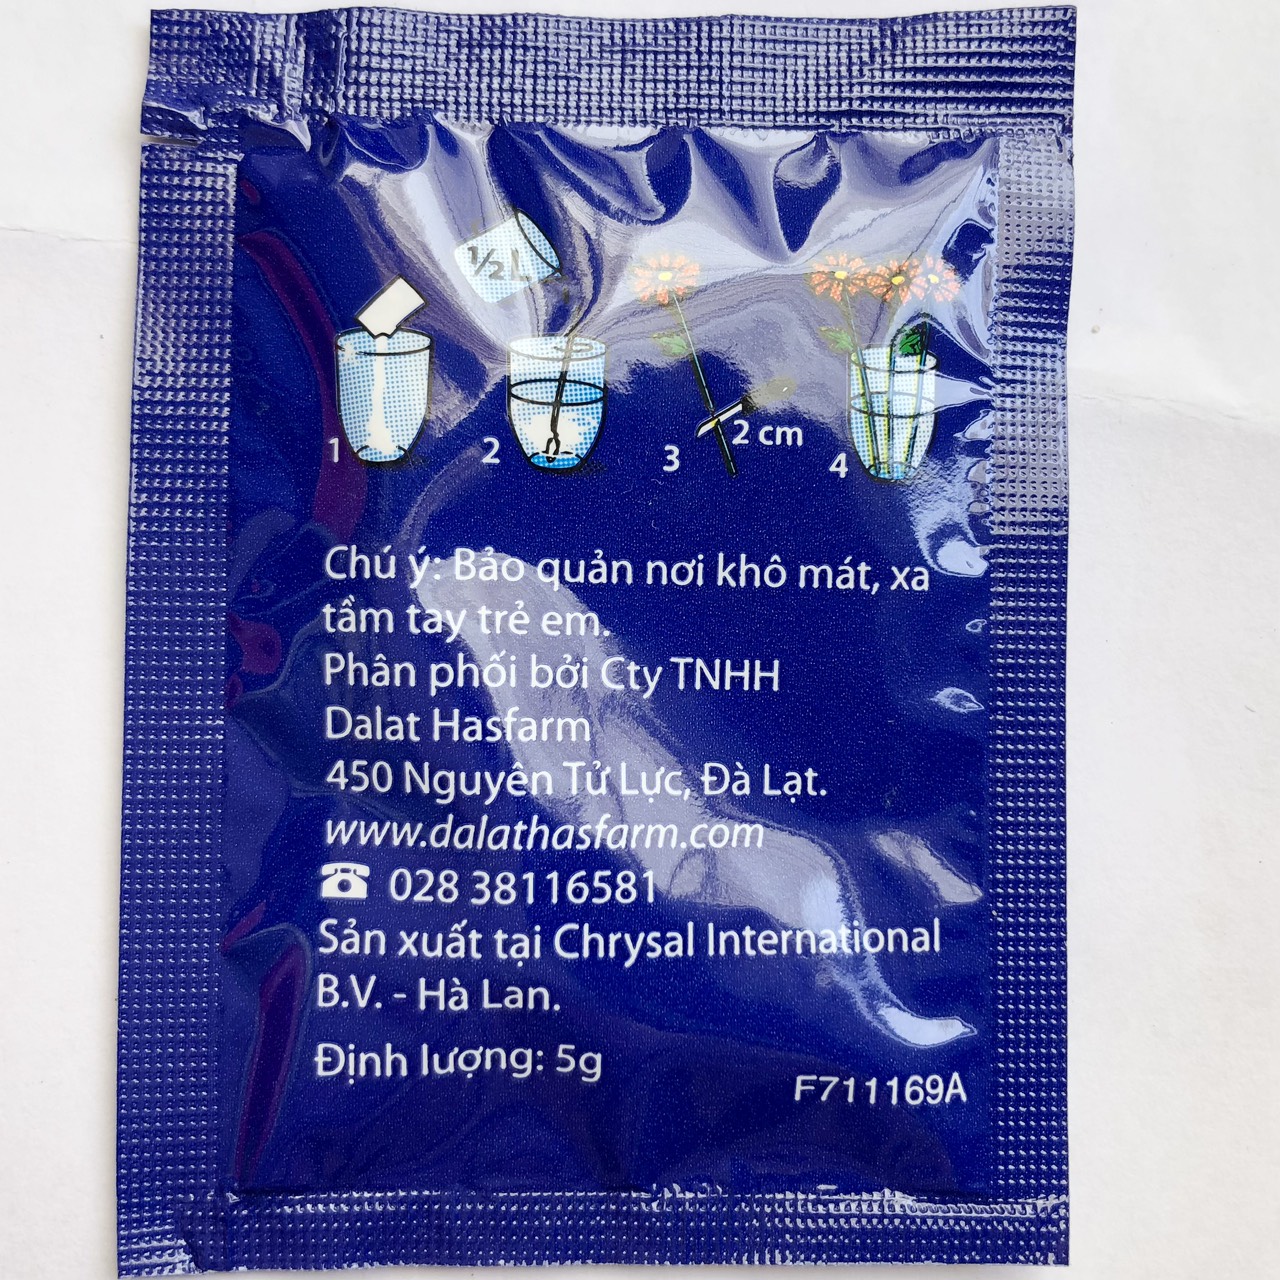 ½ L
1
2
3
2 cm
4
Chú ý: Bảo quản nơi khô mát, xa
tầm tay trẻ em.
Phân phối bởi Cty TNHH
Dalat Hasfarm
450 Nguyên Tử Lực, Đà Lạt.
www.dalathasfarm.com
☎ 028 38116581
Sản xuất tại Chrysal International
B.V. - Hà Lan.
Định lượng: 5g
F711169A